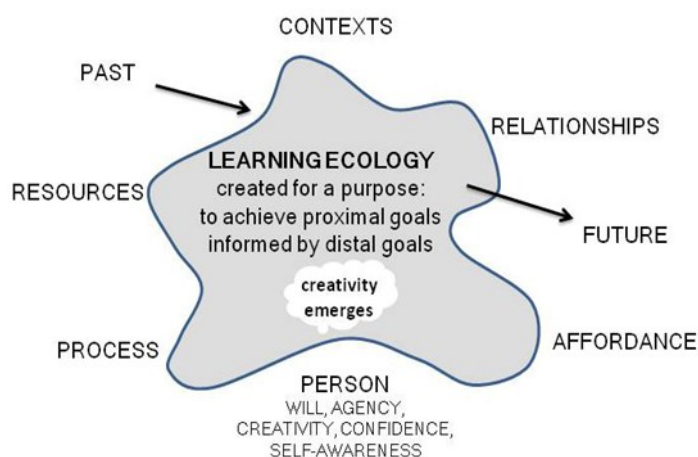 CONTEXTS
PAST
RELATIONSHIPS
LEARNING ECOLOGY
created for a purpose:
to achieve proximal goals
informed by distal goals
RESOURCES
FUTURE
creativity
emerges
PROCESS
AFFORDANCE
PERSON
WILL, AGENCY,
CREATIVITY, CONFIDENCE,
SELF-AWARENESS